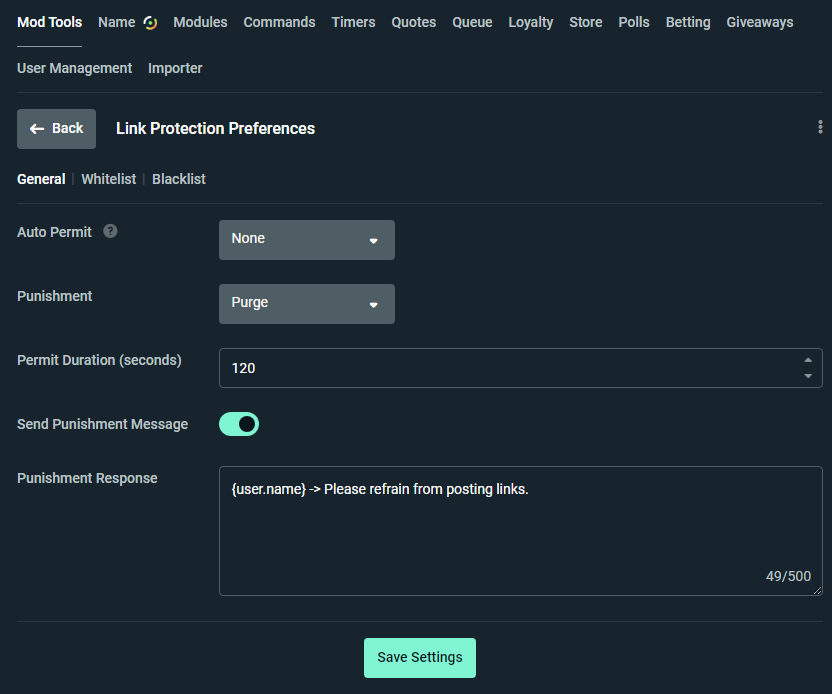 Mod Tools Name Modules Commands Timers Quotes Queue Loyalty Store Polls Betting Giveaways
User Management Importer
Back Link Protection Preferences
General | Whitelist | Blacklist
Auto Permit ? None
Punishment Purge
Permit Duration (seconds) 120
Send Punishment Message
Punishment Response {user.name} -> Please refrain from posting links.
49/500
Save Settings